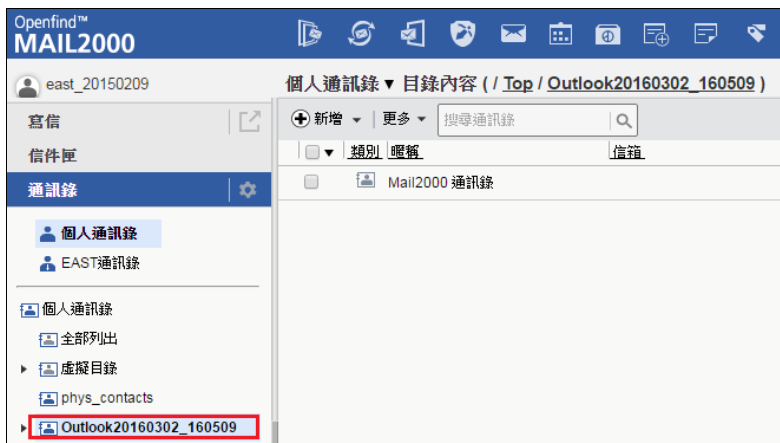 Openfind™
MAIL2000
east_20150209
個人通訊錄▼ 目錄內容 ( / Top / Outlook20160302_160509 )
寫信
新增 ▼ | 更多 ▼ 搜尋通訊錄
信件匣
類別 暱稱 信箱
通訊錄
Mail2000 通訊錄
個人通訊錄
EAST通訊錄
個人通訊錄
全部列出
虛擬目錄
phys_contacts
Outlook20160302_160509